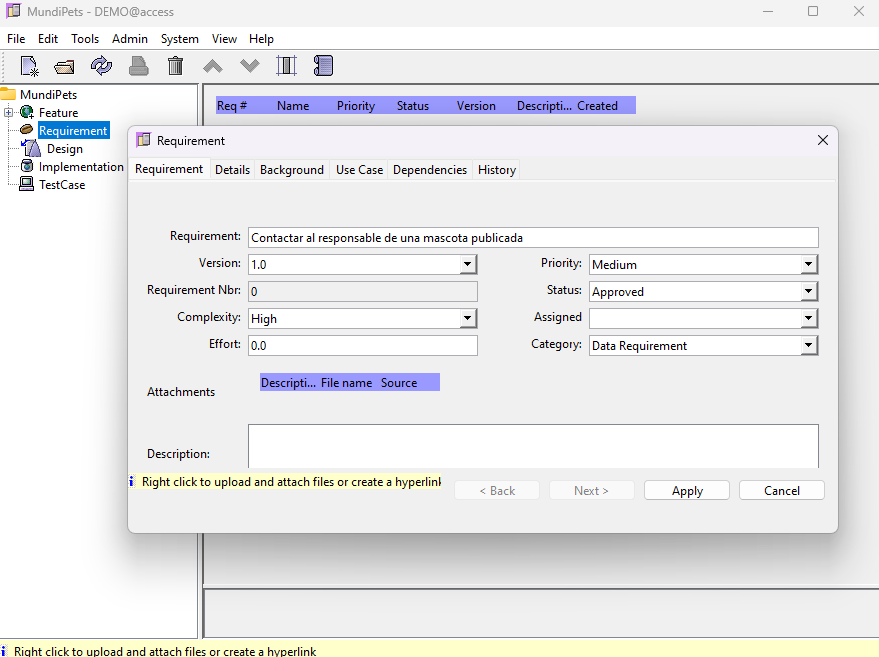 MundiPets - DEMO@access
File Edit Tools Admin System View Help
MundiPets
Feature
Requirement
Design
Implementation
TestCase
Req # Name Priority Status Version Descripti... Created
Requirement
Requirement Details Background Use Case Dependencies History
Requirement: Contactar al responsable de una mascota publicada
Version: 1.0 Priority: Medium
Requirement Nbr: 0 Status: Approved
Complexity: High Assigned
Effort: 0.0 Category: Data Requirement
Attachments Descripti... File name Source
Description:
Right click to upload and attach files or create a hyperlink
< Back Next > Apply Cancel
Right click to upload and attach files or create a hyperlink